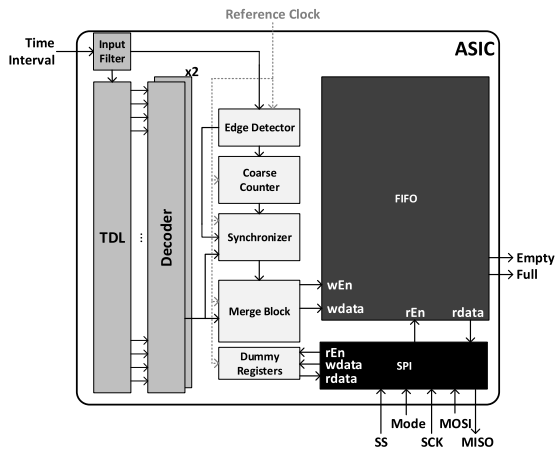 Reference Clock
Time
Interval
Input
Filter
ASIC
x2
Edge Detector
Coarse
Counter
FIFO
TDL
...
Decoder
Synchronizer
Empty
Full
wEn
wdata
Merge Block
rEn
rdata
Dummy
Registers
rEn
wdata
rdata
SPI
Mode
MOSI
SS
SCK
MISO